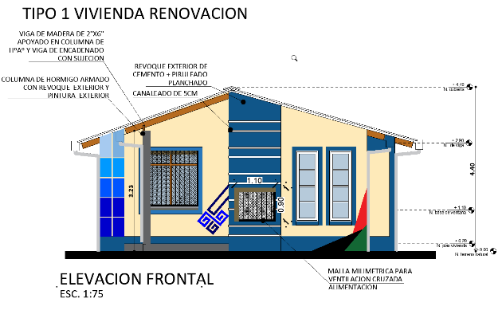 TIPO 1 VIVIENDA RENOVACION
VIGA DE MADERA DE 2"X6"
APOYADO EN COLUMNA DE
H°A° Y VIGA DE ENCADENADO
CON SUJECION
REVOQUE EXTERIOR DE
CEMENTO + PIRULEADO
PLANCHADO
COLUMNA DE HORMIGO ARMADO
CON REVOQUE EXTERIOR Y
PINTURA EXTERIOR
CANALEADO DE 5CM
4.40
3.23
1.10
0.90
MALLA MILIMETRICA PARA
VENTILACION CRUZADA
ALIMENTACION
ELEVACION FRONTAL
ESC. 1:75